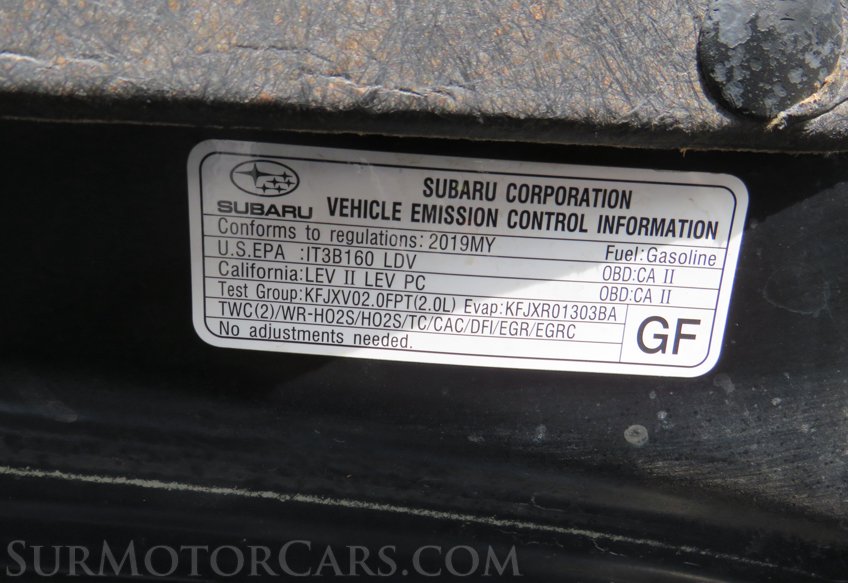 SUBARU
SUBARU CORPORATION
VEHICLE EMISSION CONTROL INFORMATION
Conforms to regulations:2019MY Fuel:Gasoline
U.S.EPA :IT3B160 LDV OBD:CA II
California:LEV II LEV PC OBD:CA II
Test Group:KFJXV02.0FPT(2.0L) Evap:KFJXR01303BA
TWC(2)/WR-HO2S/HO2S/TC/CAC/DFI/EGR/EGRC
No adjustments needed.
GF
SURMOTORCARS.COM